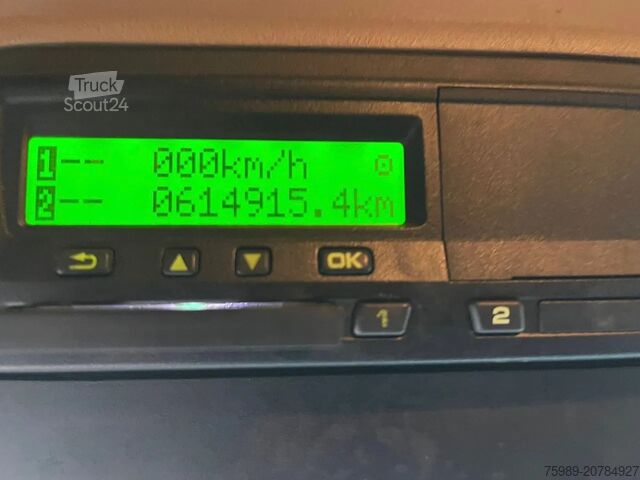 Truck
Scout24
1-- 000km/h o
2-- 0614915.4km
OK
1 2
75989-20784927